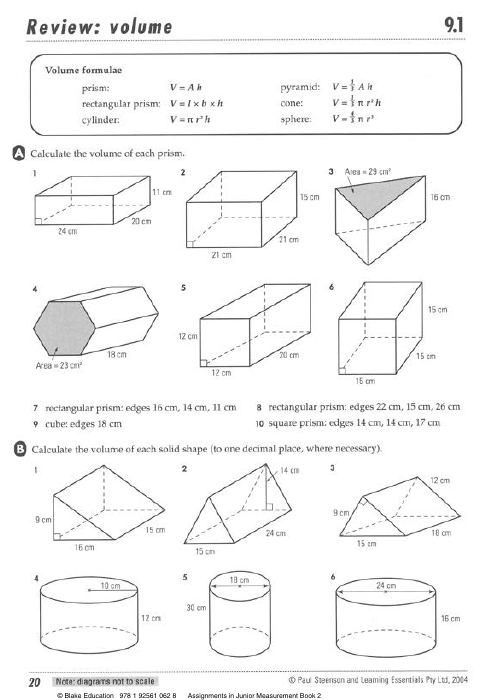 Review: volume 9.1
Volume formulae
prism: V = A h pyramid: V = 1/3 A h
rectangular prism: V = l x b x h cone: V = 1/3 π r² h
cylinder: V = π r² h sphere: V = 4/3 π r³
A Calculate the volume of each prism.
1 11 cm 20 cm 24 cm
2 15 cm 21 cm 21 cm
3 Area = 29 cm² 16 cm
4 18 cm Area = 23 cm²
5 12 cm 20 cm 12 cm
6 15 cm 15 cm 15 cm
7 rectangular prism: edges 16 cm, 14 cm, 11 cm 8 rectangular prism: edges 22 cm, 15 cm, 26 cm
9 cube: edges 18 cm 10 square prism: edges 14 cm, 14 cm, 17 cm
B Calculate the volume of each solid shape (to one decimal place, where necessary).
1 9 cm 15 cm 16 cm
2 14 cm 24 cm 15 cm
3 12 cm 9 cm 18 cm 15 cm
4 10 cm 12 cm
5 18 cm 30 cm
6 24 cm 16 cm
20 Note: diagrams not to scale © Paul Steenson and Learning Essentials Pty Ltd, 2004
© Blake Education 978 1 92561 062 8 Assignments in Junior Measurement Book 2